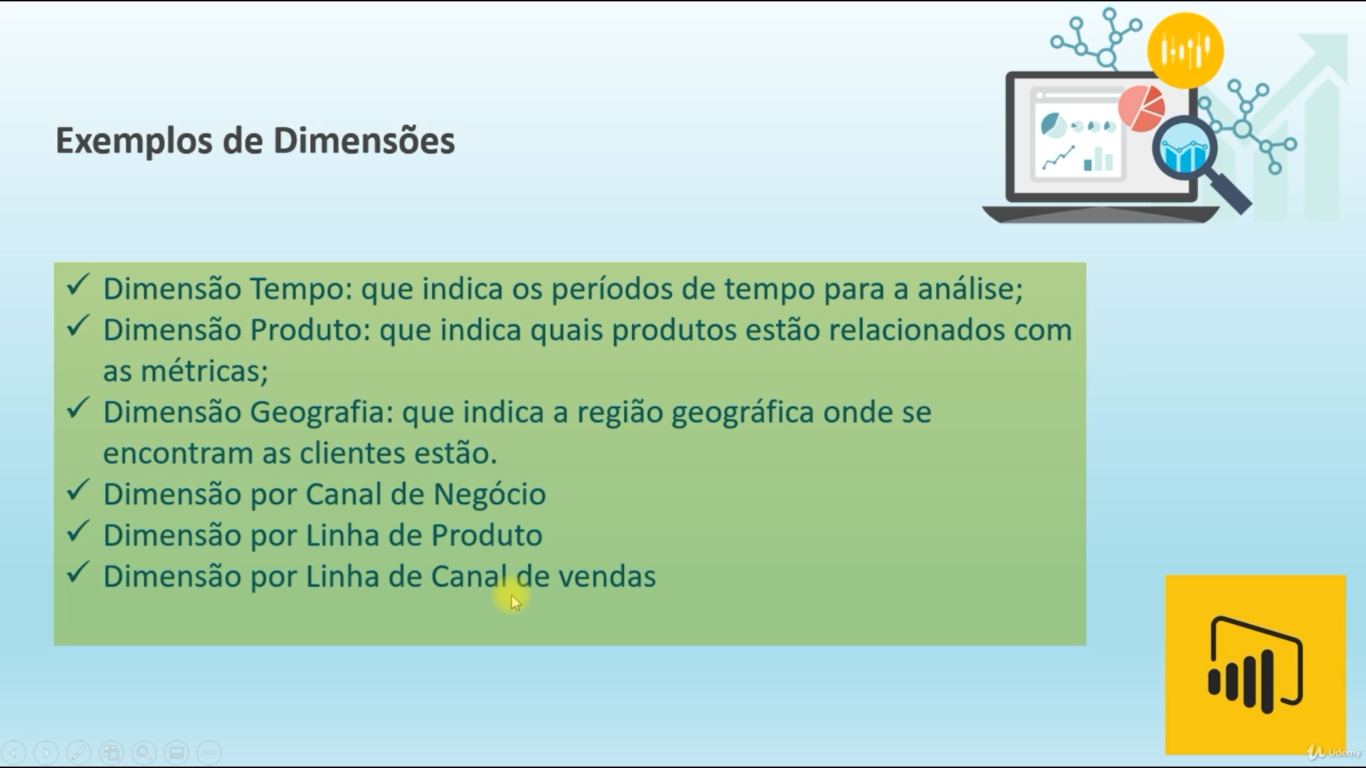 Exemplos de Dimensões
✓ Dimensão Tempo: que indica os períodos de tempo para a análise;
✓ Dimensão Produto: que indica quais produtos estão relacionados com
as métricas;
✓ Dimensão Geografia: que indica a região geográfica onde se
encontram as clientes estão.
✓ Dimensão por Canal de Negócio
✓ Dimensão por Linha de Produto
✓ Dimensão por Linha de Canal de vendas
Udemy